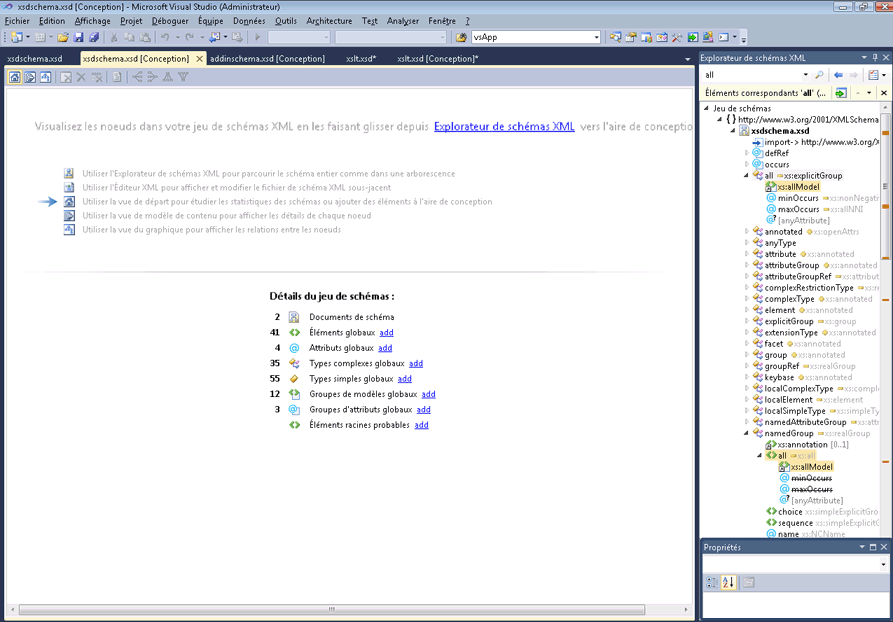 xsdschema.xsd [Conception] - Microsoft Visual Studio (Administrateur)
Fichier Edition Affichage Projet Déboguer Équipe Données Outils Architecture Test Analyser Fenêtre ?
vsApp
xsdschema.xsd xsdschema.xsd [Conception] addinschema.xsd [Conception] xslt.xsd* xslt.xsd [Conception]*
Visualisez les noeuds dans votre jeu de schémas XML en les faisant glisser depuis Explorateur de schémas XML vers l'aire de conceptio
Utiliser l'Explorateur de schémas XML pour parcourir le schéma entier comme dans une arborescence
Utiliser l'Éditeur XML pour afficher et modifier le fichier de schéma XML sous-jacent
Utiliser la vue de départ pour étudier les statistiques des schémas ou ajouter des éléments à l'aire de conception
Utiliser la vue de modèle de contenu pour afficher les détails de chaque noeud
Utiliser la vue du graphique pour afficher les relations entre les noeuds
Détails du jeu de schémas :
2 Documents de schéma
41 Éléments globaux add
4 Attributs globaux add
35 Types complexes globaux add
55 Types simples globaux add
12 Groupes de modèles globaux add
3 Groupes d'attributs globaux add
Éléments racines probables add
Explorateur de schémas XML
all
Éléments correspondants 'all' (...
Jeu de schémas
{ } http://www.w3.org/2001/XMLSchema
xsdschema.xsd
import-> http://www.w3.org/X
defRef
occurs
all xs:explicitGroup
xs:allModel
minOccurs xs:nonNegati
maxOccurs xs:allNNI
[anyAttribute]
annotated xs:openAttrs
anyType
attribute xs:annotated
attributeGroup xs:annotated
attributeGroupRef xs:annotated
complexRestrictionType xs:re
complexType xs:annotated
element xs:annotated
explicitGroup xs:group
extensionType xs:annotated
facet xs:annotated
group xs:annotated
groupRef xs:realGroup
keybase xs:annotated
localComplexType xs:compl
localElement xs:element
localSimpleType xs:simpleTy
namedAttributeGroup xs:att
namedGroup xs:realGroup
xs:annotation [0..1]
all xs:all
xs:allModel
minOccurs
maxOccurs
[anyAttribute]
choice xs:simpleExplicitGro
sequence xs:simpleExplicitG
name xs:NCName
Propriétés